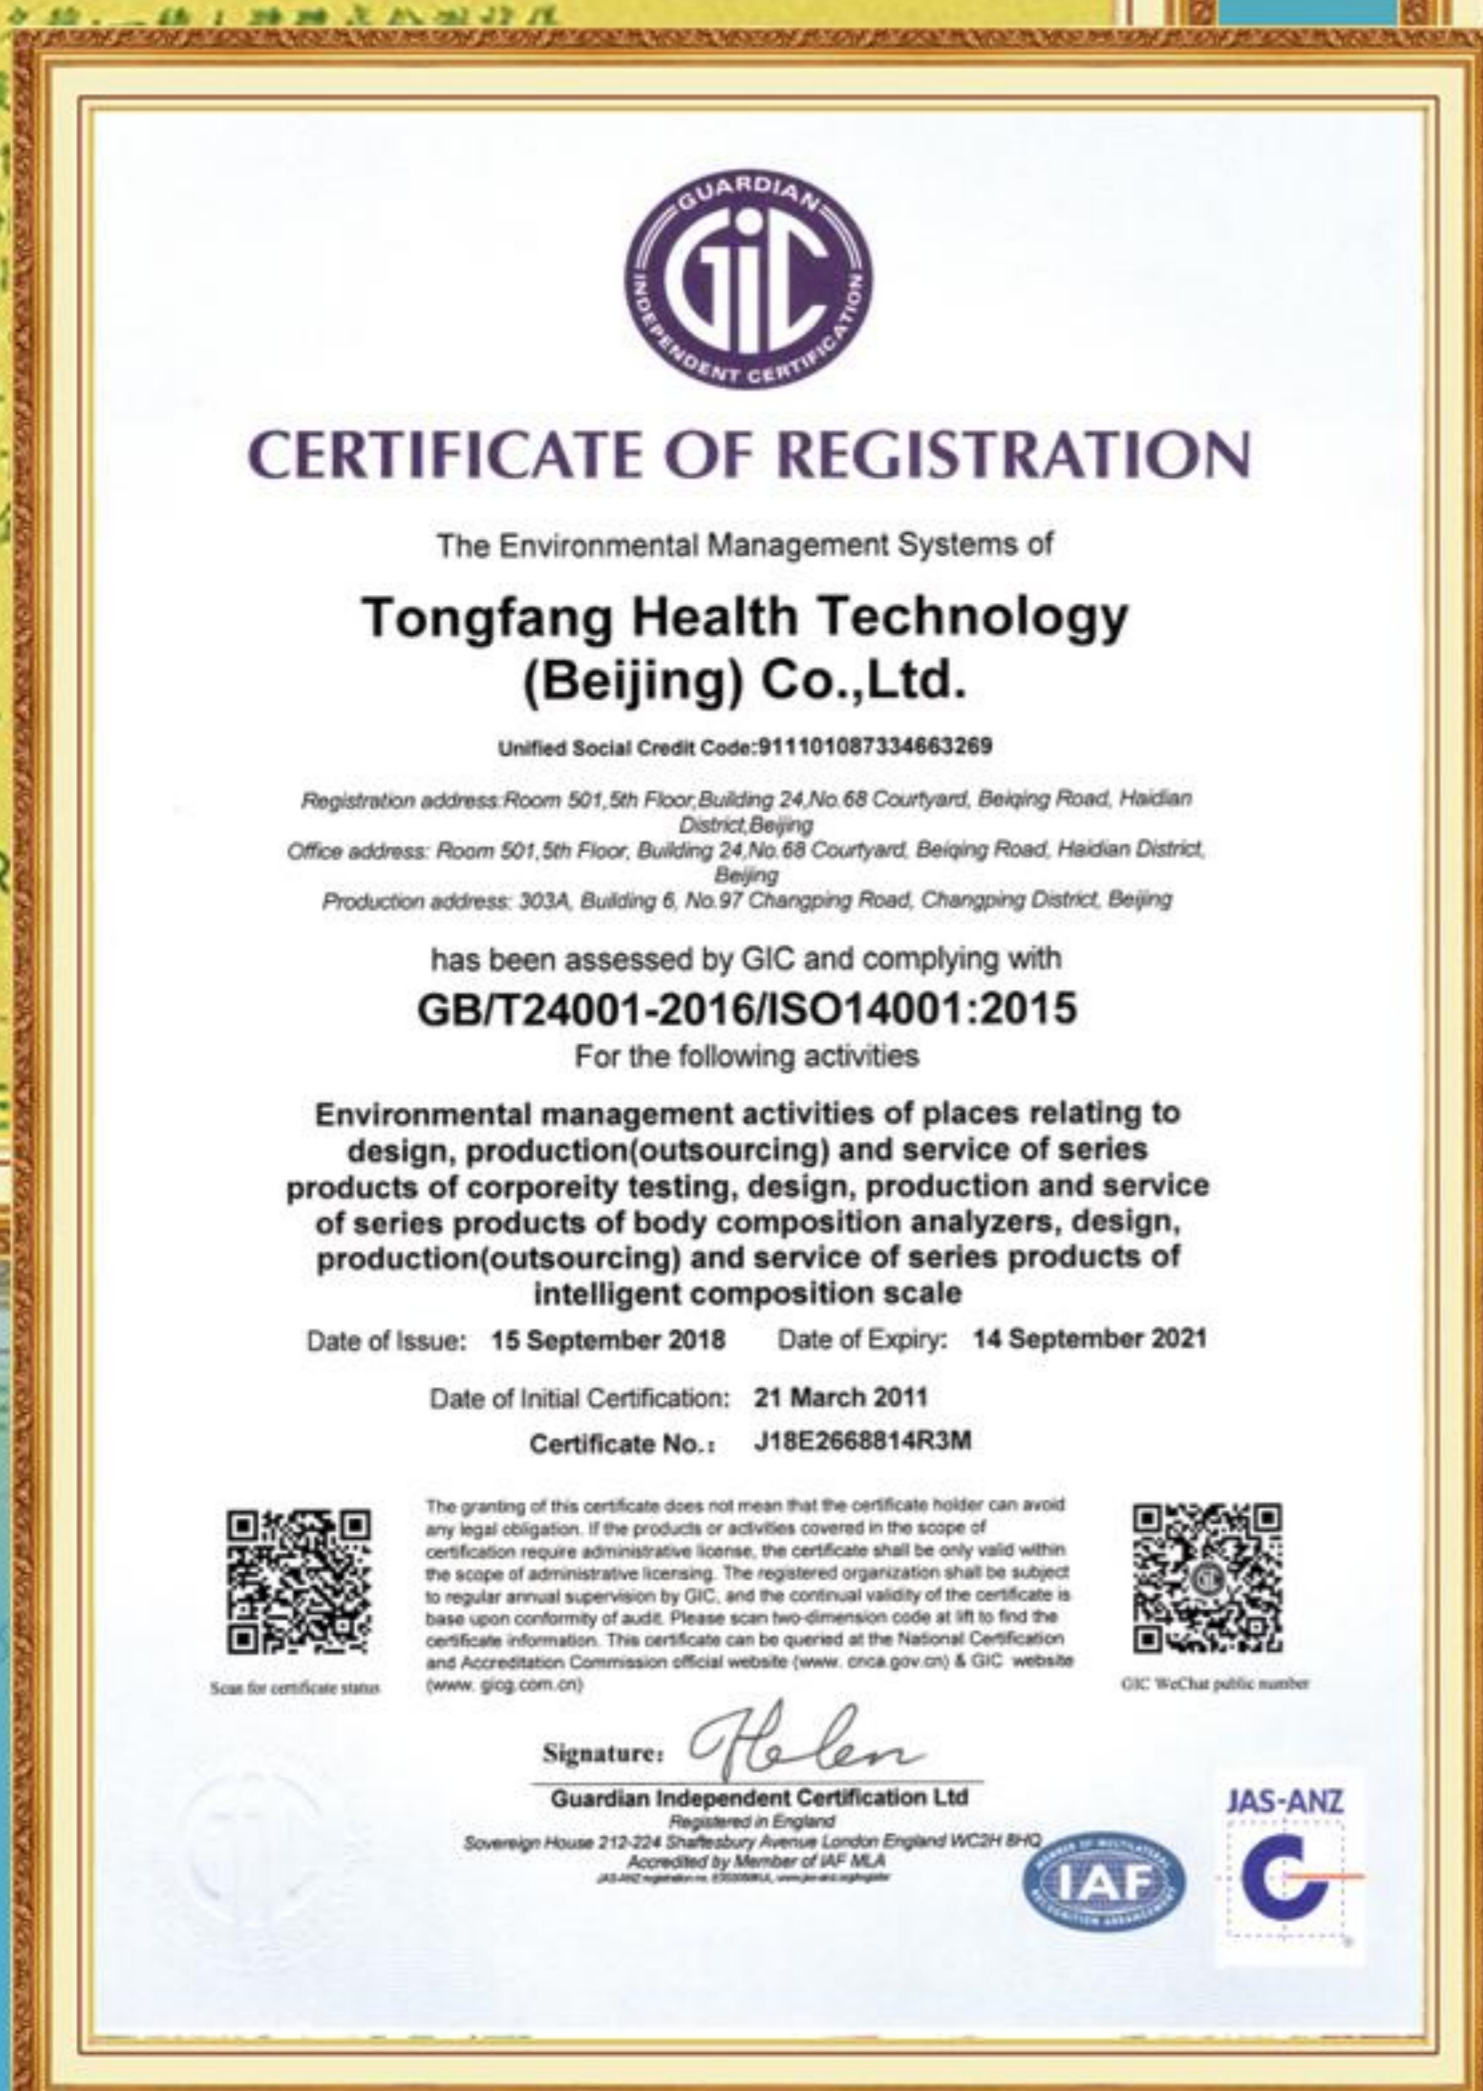 GUARDIAN
GIC
INDEPENDENT CERTIFICATION
CERTIFICATE OF REGISTRATION
The Environmental Management Systems of
Tongfang Health Technology
(Beijing) Co.,Ltd.
Unified Social Credit Code:911101087334663269
Registration address:Room 501,5th Floor,Building 24,No.68 Courtyard, Beiqing Road, Haidian
District,Beijing
Office address: Room 501,5th Floor, Building 24,No.68 Courtyard, Beiqing Road, Haidian District,
Beijing
Production address: 303A, Building 6, No.97 Changping Road, Changping District, Beijing
has been assessed by GIC and complying with
GB/T24001-2016/ISO14001:2015
For the following activities
Environmental management activities of places relating to
design, production(outsourcing) and service of series
products of corporeity testing, design, production and service
of series products of body composition analyzers, design,
production(outsourcing) and service of series products of
intelligent composition scale
Date of Issue: 15 September 2018 Date of Expiry: 14 September 2021
Date of Initial Certification: 21 March 2011
Certificate No.: J18E2668814R3M
The granting of this certificate does not mean that the certificate holder can avoid
any legal obligation. If the products or activities covered in the scope of
certification require administrative license, the certificate shall be only valid within
the scope of administrative licensing. The registered organization shall be subject
to regular annual supervision by GIC, and the continual validity of the certificate is
base upon conformity of audit. Please scan two-dimension code at lift to find the
certificate information. This certificate can be queried at the National Certification
and Accreditation Commission official website (www. cnca.gov.cn) & GIC website
(www. gicg.com.cn)
Scan for certificate status
GIC WeChat public number
Signature: Helen
Guardian Independent Certification Ltd
Registered in England
Sovereign House 212-224 Shaftesbury Avenue London England WC2H 8HQ
Accredited by Member of IAF MLA
MEMBER OF MULTILATERAL
IAF
RECOGNITION ARRANGEMENT
JAS-ANZ